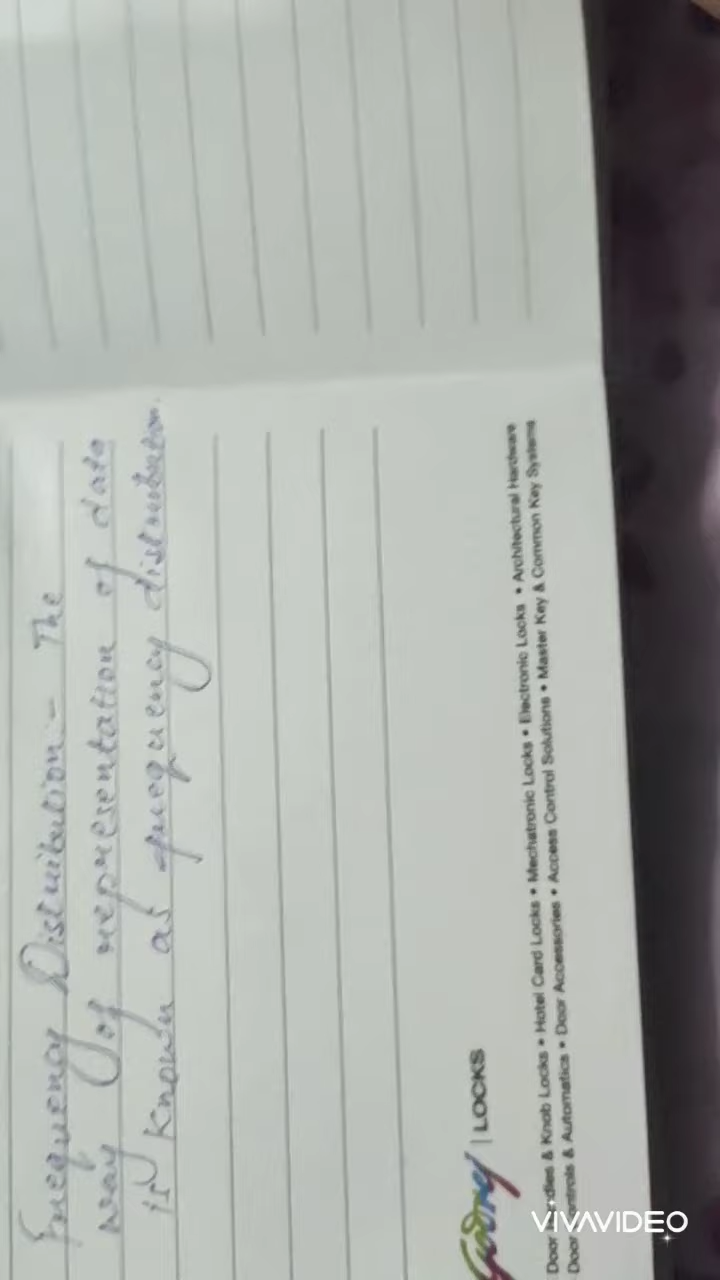 Frequency Distribution - The
way of representation of data
is known as frequency distribution.
Godrej | LOCKS
Door Handles & Knob Locks • Hotel Card Locks • Mechatronic Locks • Electronic Locks • Architectural Hardware
Door Controls & Automatics • Door Accessories • Access Control Solutions • Master Key & Common Key Systems
VIVAVIDEO